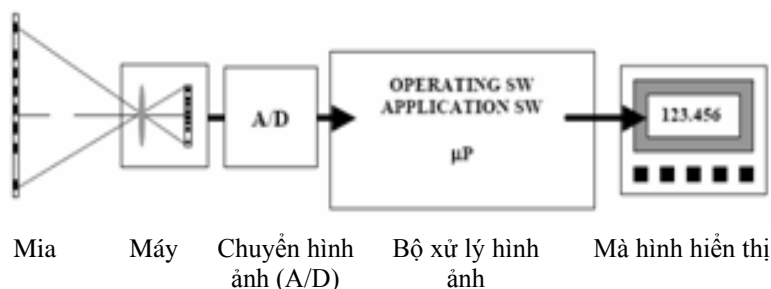 OPERATING SW
APPLICATION SW
A/D
123.456
µP
Mia Máy Chuyển hình ảnh (A/D) Bộ xử lý hình ảnh Mà hình hiển thị